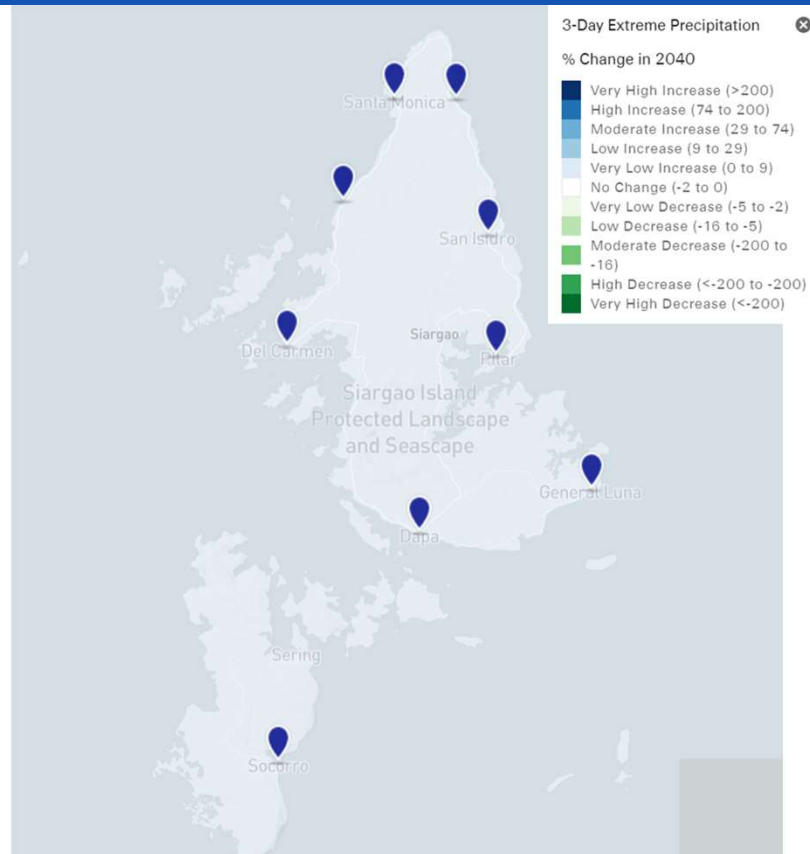 3-Day Extreme Precipitation
% Change in 2040
Very High Increase (>200)
High Increase (74 to 200)
Moderate Increase (29 to 74)
Low Increase (9 to 29)
Very Low Increase (0 to 9)
No Change (-2 to 0)
Very Low Decrease (-5 to -2)
Low Decrease (-16 to -5)
Moderate Decrease (-200 to
-16)
High Decrease (<-200 to -200)
Very High Decrease (<-200)
Santa Monica
San Isidro
Siargao
Del Carmen
Pilar
Siargao Island
Protected Landscape
and Seascape
General Luna
Dapa
Sering
Socorro